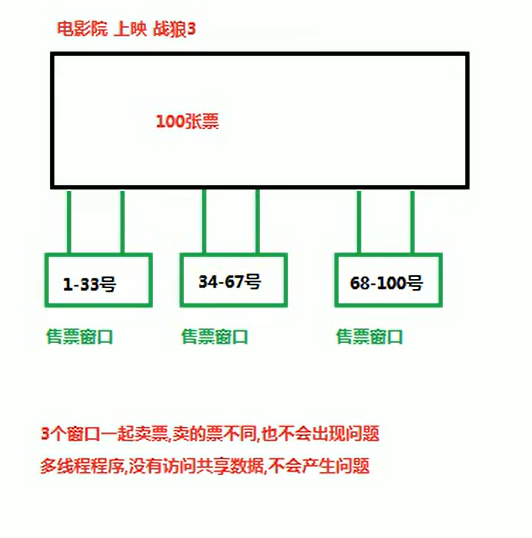 电影院 上映 战狼3
100张票
1-33号 34-67号 68-100号
售票窗口 售票窗口 售票窗口
3个窗口一起卖票,卖的票不同,也不会出现问题
多线程程序,没有访问共享数据,不会产生问题